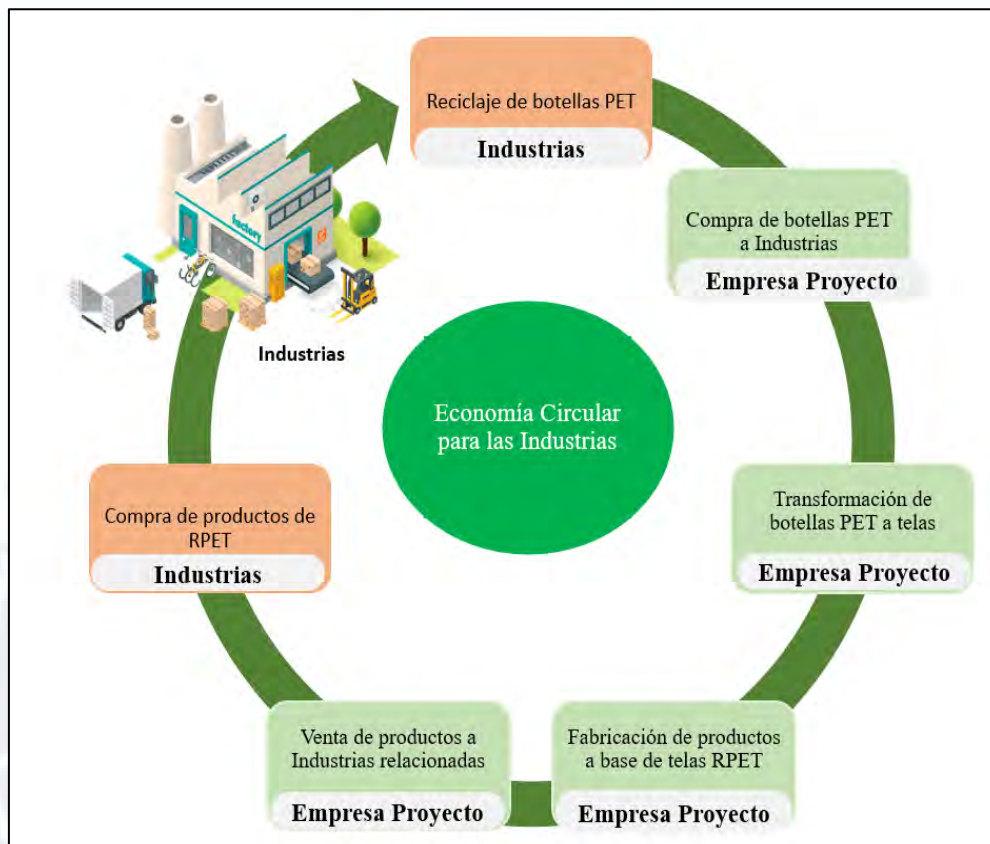 Reciclaje de botellas PET
Industrias
Compra de botellas PET
a Industrias
Empresa Proyecto
factory
Industrias
Economía Circular
para las Industrias
Transformación de
botellas PET a telas
Empresa Proyecto
Compra de productos de
RPET
Industrias
Fabricación de productos
a base de telas RPET
Empresa Proyecto
Venta de productos a
Industrias relacionadas
Empresa Proyecto